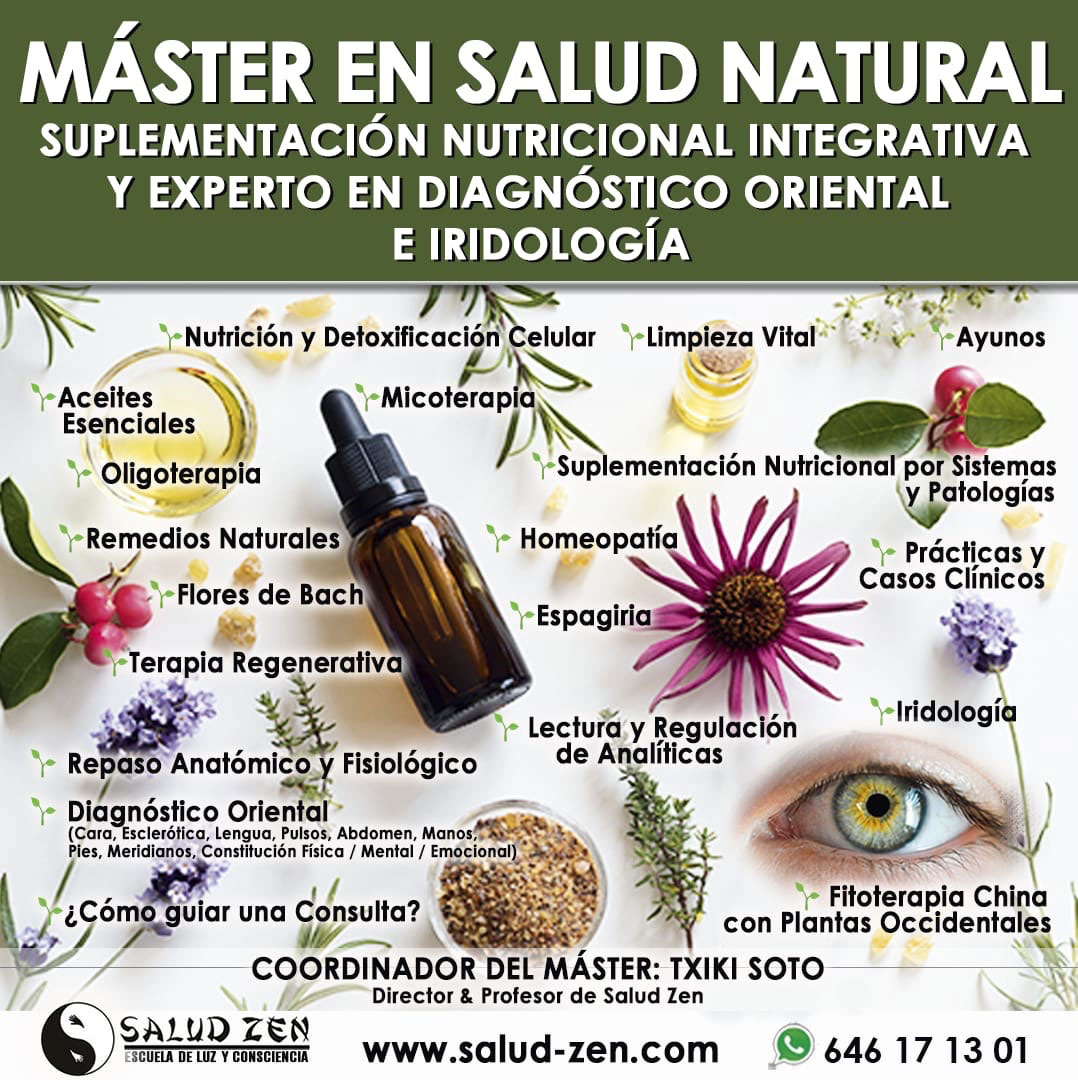 MÁSTER EN SALUD NATURAL
SUPLEMENTACIÓN NUTRICIONAL INTEGRATIVA
Y EXPERTO EN DIAGNÓSTICO ORIENTAL
E IRIDOLOGÍA
Nutrición y Detoxificación Celular
Limpieza Vital
Ayunos
Aceites
Esenciales
Micoterapia
Oligoterapia
Suplementación Nutricional por Sistemas
y Patologías
Remedios Naturales
Homeopatía
Prácticas y
Casos Clínicos
Flores de Bach
Espagiria
Terapia Regenerativa
Iridología
Lectura y Regulación
de Analíticas
Repaso Anatómico y Fisiológico
Diagnóstico Oriental
(Cara, Esclerótica, Lengua, Pulsos, Abdomen, Manos,
Pies, Meridianos, Constitución Física / Mental / Emocional)
¿Cómo guiar una Consulta?
Fitoterapia China
con Plantas Occidentales
COORDINADOR DEL MÁSTER: TXIKI SOTO
Director & Profesor de Salud Zen
SALUD ZEN
ESCUELA DE LUZ Y CONSCIENCIA
www.salud-zen.com
646 17 13 01